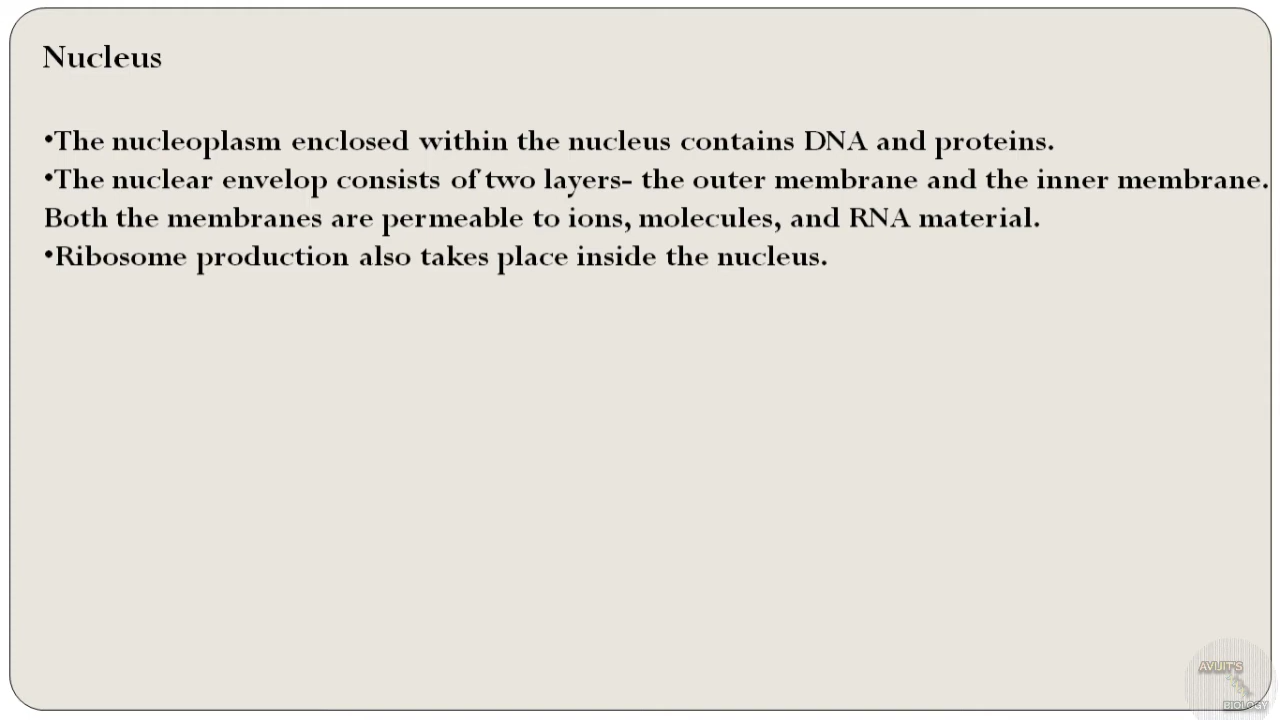 Nucleus
•The nucleoplasm enclosed within the nucleus contains DNA and proteins.
•The nuclear envelop consists of two layers- the outer membrane and the inner membrane.
Both the membranes are permeable to ions, molecules, and RNA material.
•Ribosome production also takes place inside the nucleus.
AVIJIT'S
BIOLOGY